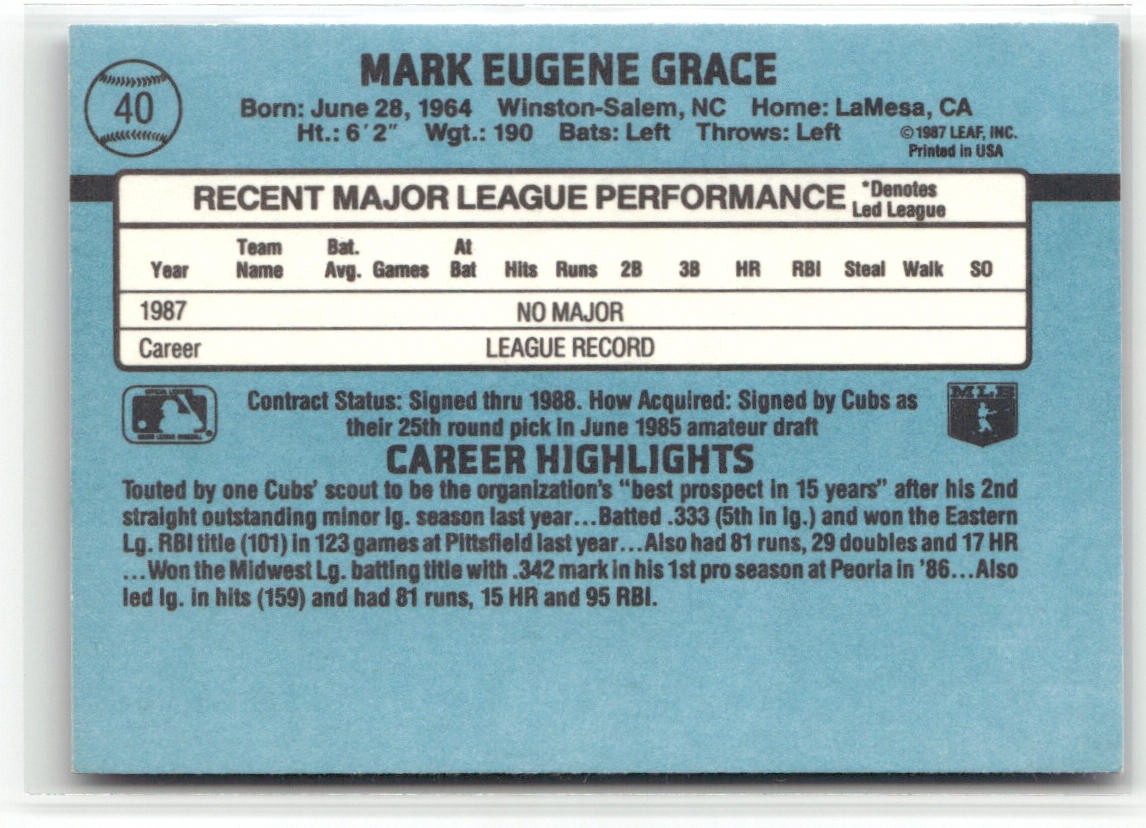 MARK EUGENE GRACE
40
Born: June 28, 1964 Winston-Salem, NC Home: LaMesa, CA
Ht.: 6'2" Wgt.: 190 Bats: Left Throws: Left
©1987 LEAF, INC.
Printed in USA
RECENT MAJOR LEAGUE PERFORMANCE
*Denotes
Led League
Year Team Name Bat. Avg. Games At Bat Hits Runs 2B 3B HR RBI Steal Walk SO
1987 NO MAJOR
Career LEAGUE RECORD
MLB
Contract Status: Signed thru 1988. How Acquired: Signed by Cubs as
their 25th round pick in June 1985 amateur draft
CAREER HIGHLIGHTS
Touted by one Cubs' scout to be the organization's "best prospect in 15 years" after his 2nd
straight outstanding minor lg. season last year...Batted .333 (5th in lg.) and won the Eastern
Lg. RBI title (101) in 123 games at Pittsfield last year...Also had 81 runs, 29 doubles and 17 HR
...Won the Midwest Lg. batting title with .342 mark in his 1st pro season at Peoria in '86...Also
led lg. in hits (159) and had 81 runs, 15 HR and 95 RBI.